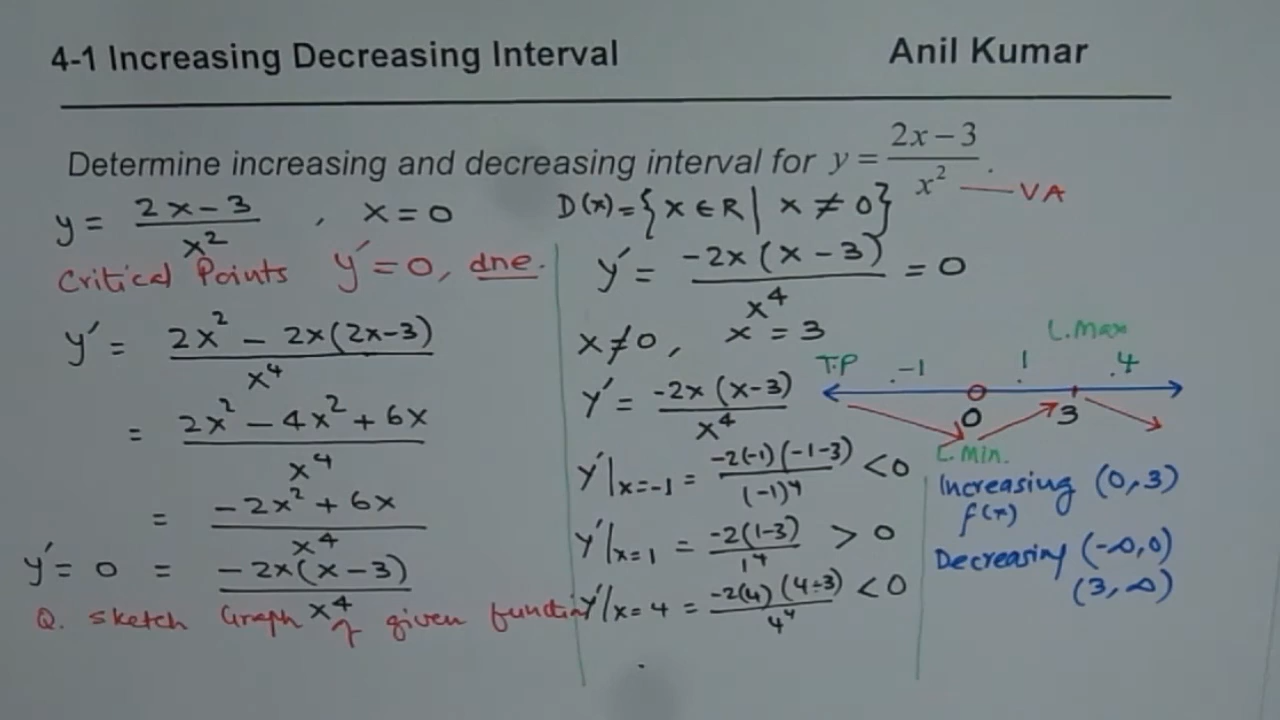 4-1 Increasing Decreasing Interval Anil Kumar
Determine increasing and decreasing interval for y = (2x − 3)/x² — VA
y = (2x − 3)/x² , x = 0
Critical Points y′ = 0, dne.
y′ = (2x² − 2x(2x−3))/x⁴
= (2x² − 4x² + 6x)/x⁴
= (−2x² + 6x)/x⁴
y′ = 0 = (−2x(x−3))/x⁴
Q. sketch Graph of given function
D(x) = {x ∈ R | x ≠ 0}
y′ = (−2x(x − 3))/x⁴ = 0
x ≠ 0, x = 3
y′ = (−2x(x−3))/x⁴
y′|x=−1 = (−2(−1)(−1−3))/(−1)⁴ < 0
y′|x=1 = (−2(1−3))/1⁴ > 0
y′|x=4 = (−2(4)(4−3))/4⁴ < 0
L.Max
T.P −1 1 4
0 3
L.Min.
Increasing (0,3)
f(x)
Decreasing (−∞,0)
(3,∞)